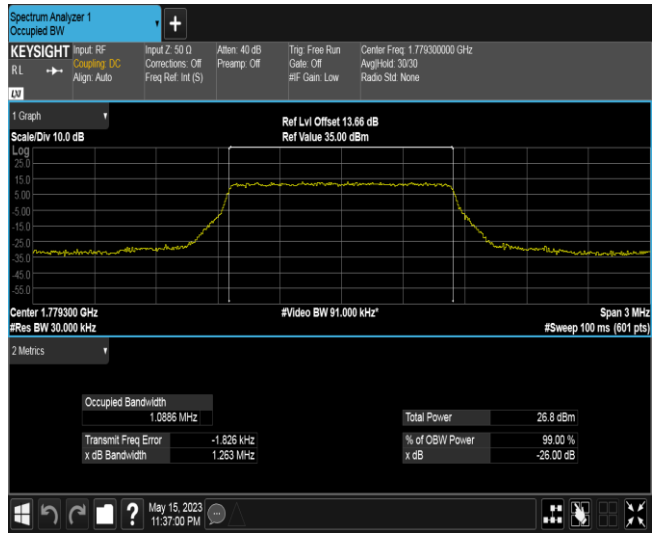 Spectrum Analyzer 1
Occupied BW
KEYSIGHT Input: RF Input Z: 50 Ω Atten: 40 dB Trig: Free Run Center Freq: 1.779300000 GHz
RL Coupling: DC Corrections: Off Preamp: Off Gate: Off Avg|Hold: 30/30
Align: Auto Freq Ref: Int (S) #IF Gain: Low Radio Std: None
LXI
1 Graph
Ref Lvl Offset 13.66 dB
Scale/Div 10.0 dB Ref Value 35.00 dBm
Log
25.0
15.0
5.00
-5.00
-15.0
-25.0
-35.0
-45.0
-55.0
Center 1.779300 GHz #Video BW 91.000 kHz* Span 3 MHz
#Res BW 30.000 kHz #Sweep 100 ms (601 pts)
2 Metrics
Occupied Bandwidth
1.0886 MHz Total Power 26.8 dBm
Transmit Freq Error -1.826 kHz % of OBW Power 99.00 %
x dB Bandwidth 1.263 MHz x dB -26.00 dB
? May 15, 2023
11:37:00 PM